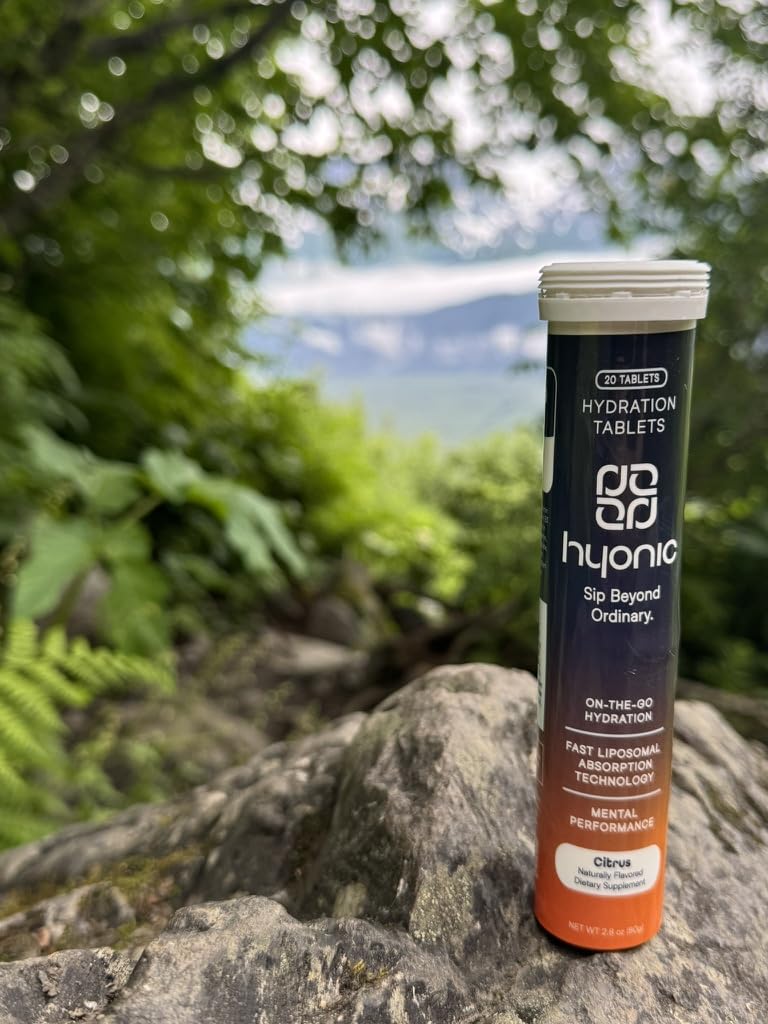 20 TABLETS
HYDRATION
TABLETS
hyonic
Sip Beyond
Ordinary.
ON-THE-GO
HYDRATION
FAST LIPOSOMAL
ABSORPTION
TECHNOLOGY
MENTAL
PERFORMANCE
Citrus
Naturally Flavored
Dietary Supplement
NET WT 2.8 oz (80g)